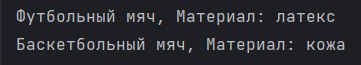 Футбольный мяч, Материал: латекс
Баскетбольный мяч, Материал: кожа